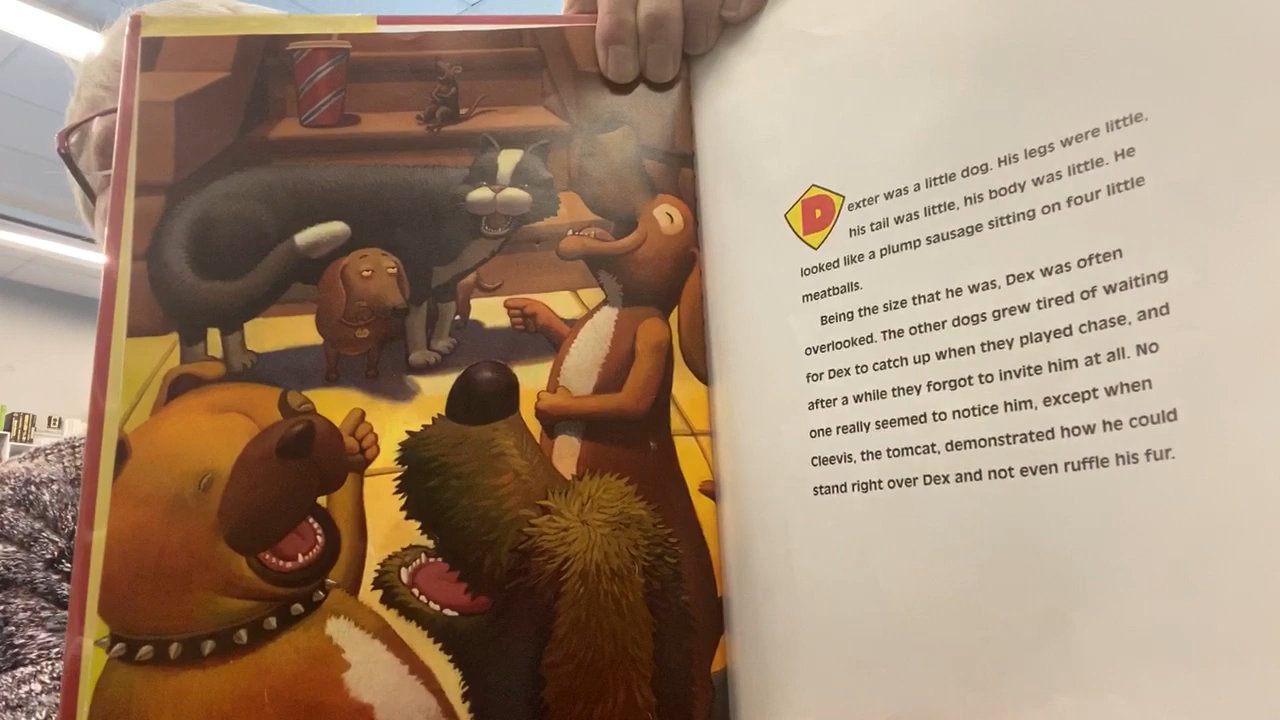 Dexter was a little dog. His legs were little,
his tail was little, his body was little. He
looked like a plump sausage sitting on four little
meatballs.
Being the size that he was, Dex was often
overlooked. The other dogs grew tired of waiting
for Dex to catch up when they played chase, and
after a while they forgot to invite him at all. No
one really seemed to notice him, except when
Cleevis, the tomcat, demonstrated how he could
stand right over Dex and not even ruffle his fur.